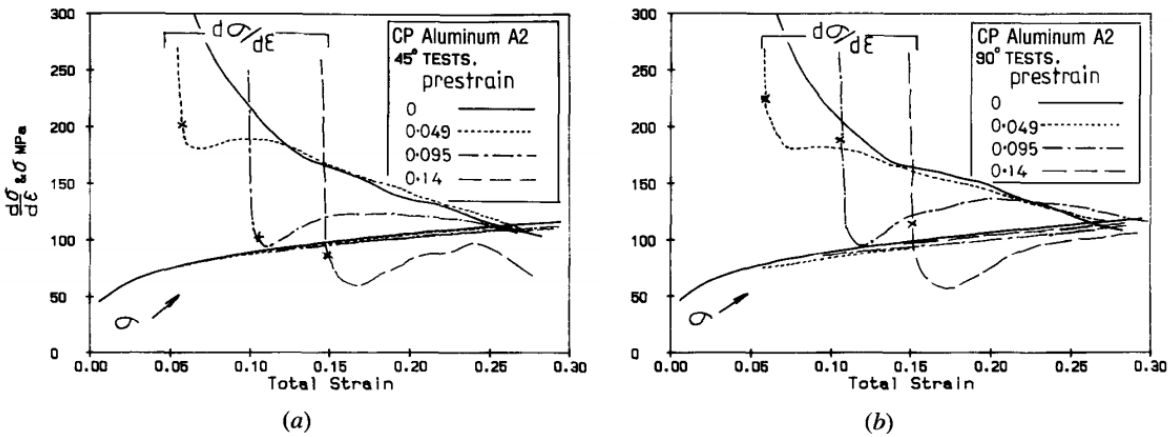 300
250
200
150
100
50
0
dσ/dε & σ MPa
dσ/dε
CP Aluminum A2
45° TESTS.
prestrain
0
0.049
0.095
0.14
σ
0.00 0.05 0.10 0.15 0.20 0.25 0.30
Total Strain
(a)
300
250
200
150
100
50
0
dσ/dε
CP Aluminum A2
90° TESTS.
prestrain
0
0.049
0.095
0.14
σ
0.00 0.05 0.10 0.15 0.20 0.25 0.30
Total Strain
(b)